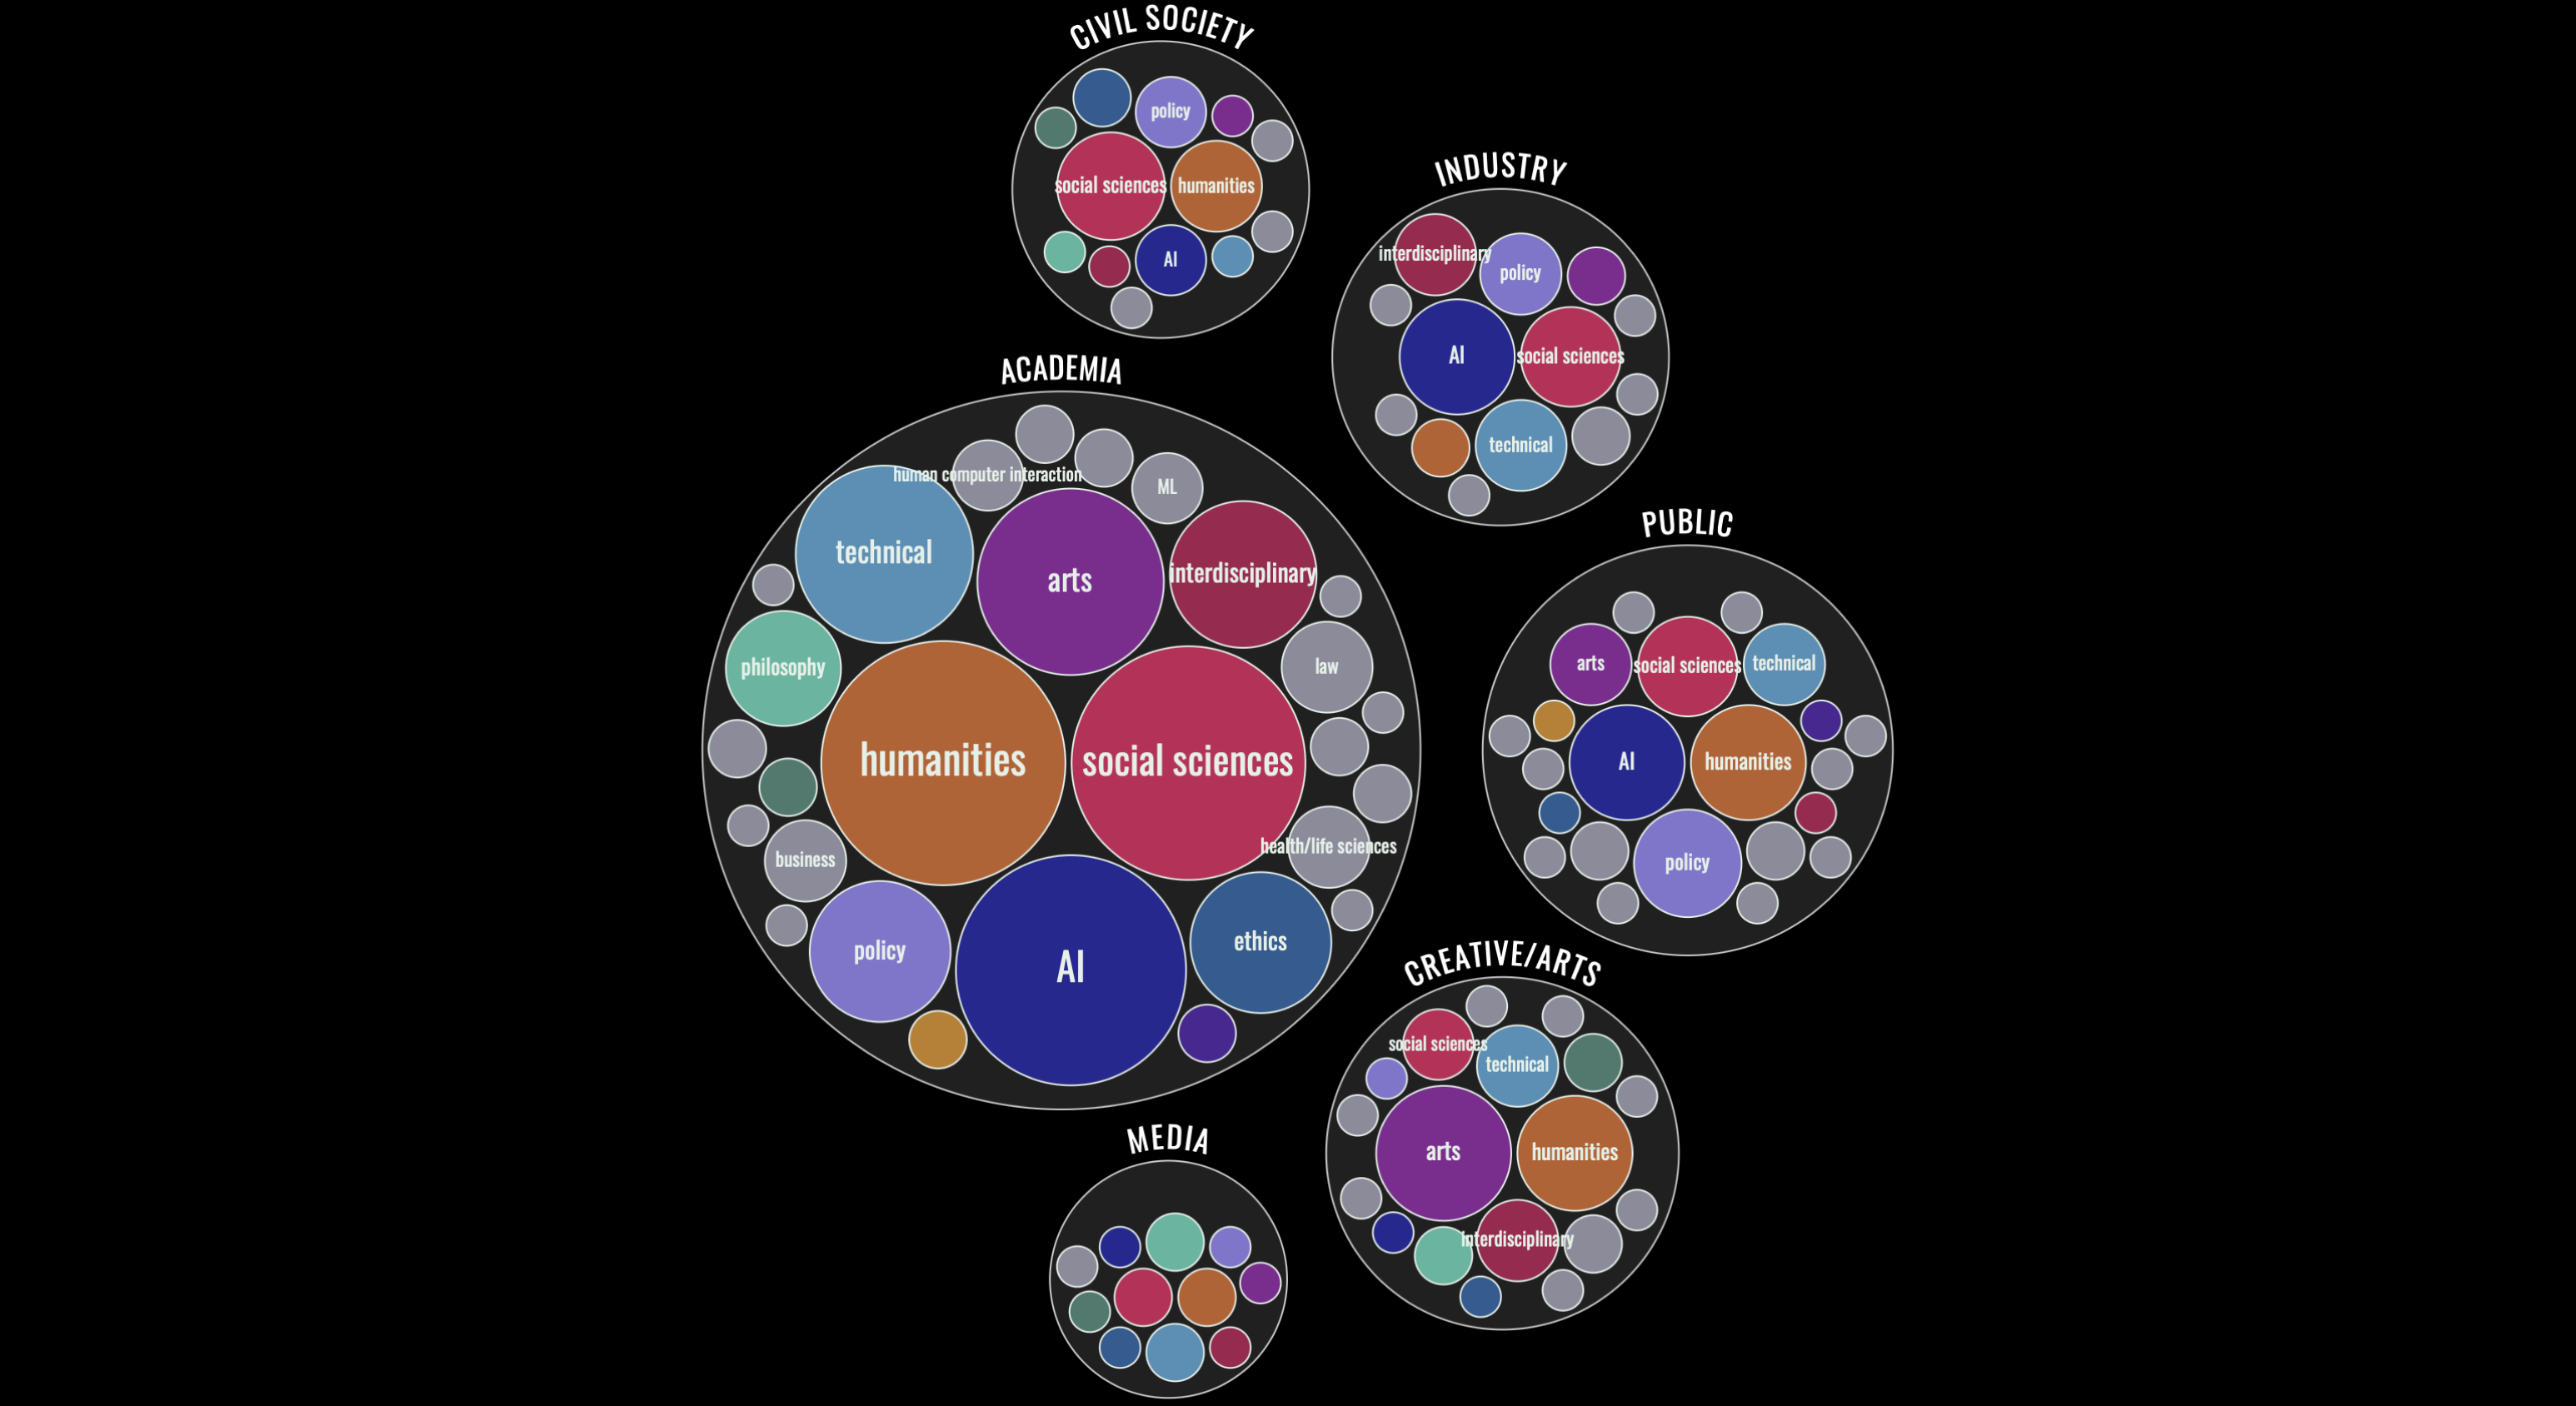 CIVIL SOCIETY
policy
social sciences
humanities
AI
INDUSTRY
interdisciplinary
policy
AI
social sciences
technical
ACADEMIA
human computer interaction
ML
technical
arts
interdisciplinary
philosophy
law
humanities
social sciences
health/life sciences
business
policy
AI
ethics
PUBLIC
arts
social sciences
technical
AI
humanities
policy
CREATIVE/ARTS
social sciences
technical
arts
humanities
interdisciplinary
MEDIA